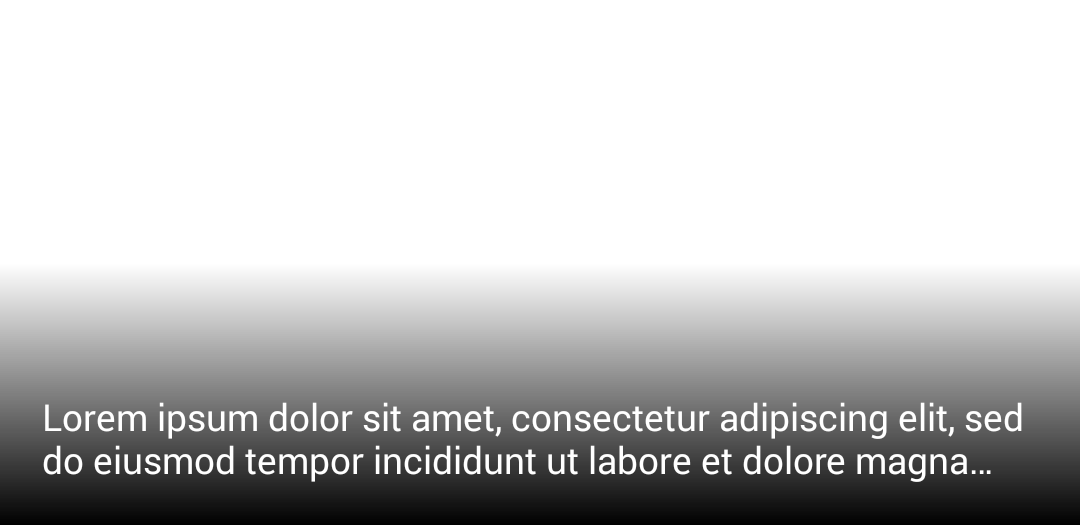 Lorem ipsum dolor sit amet, consectetur adipiscing elit, sed
do eiusmod tempor incididunt ut labore et dolore magna…